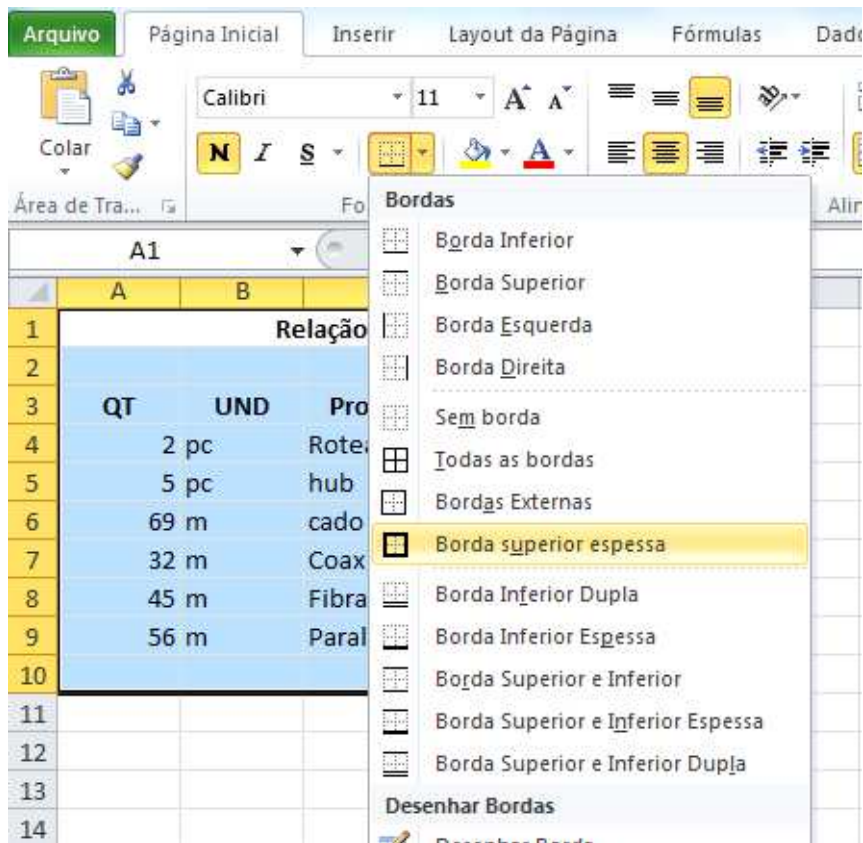 Arquivo Página Inicial Inserir Layout da Página Fórmulas
Calibri 11 A A
Colar N I S A
Área de Tra...
Bordas
A1
Borda Inferior
Borda Superior
Borda Esquerda
Borda Direita
Sem borda
Todas as bordas
Bordas Externas
Borda superior espessa
Borda Inferior Dupla
Borda Inferior Espessa
Borda Superior e Inferior
Borda Superior e Inferior Espessa
Borda Superior e Inferior Dupla
Desenhar Bordas
A B
1 Relação
2
3 QT UND
4 2 pc
5 5 pc hub
6 69 m cado
7 32 m Coax
8 45 m Fibra
9 56 m Paral
10
11
12
13
14